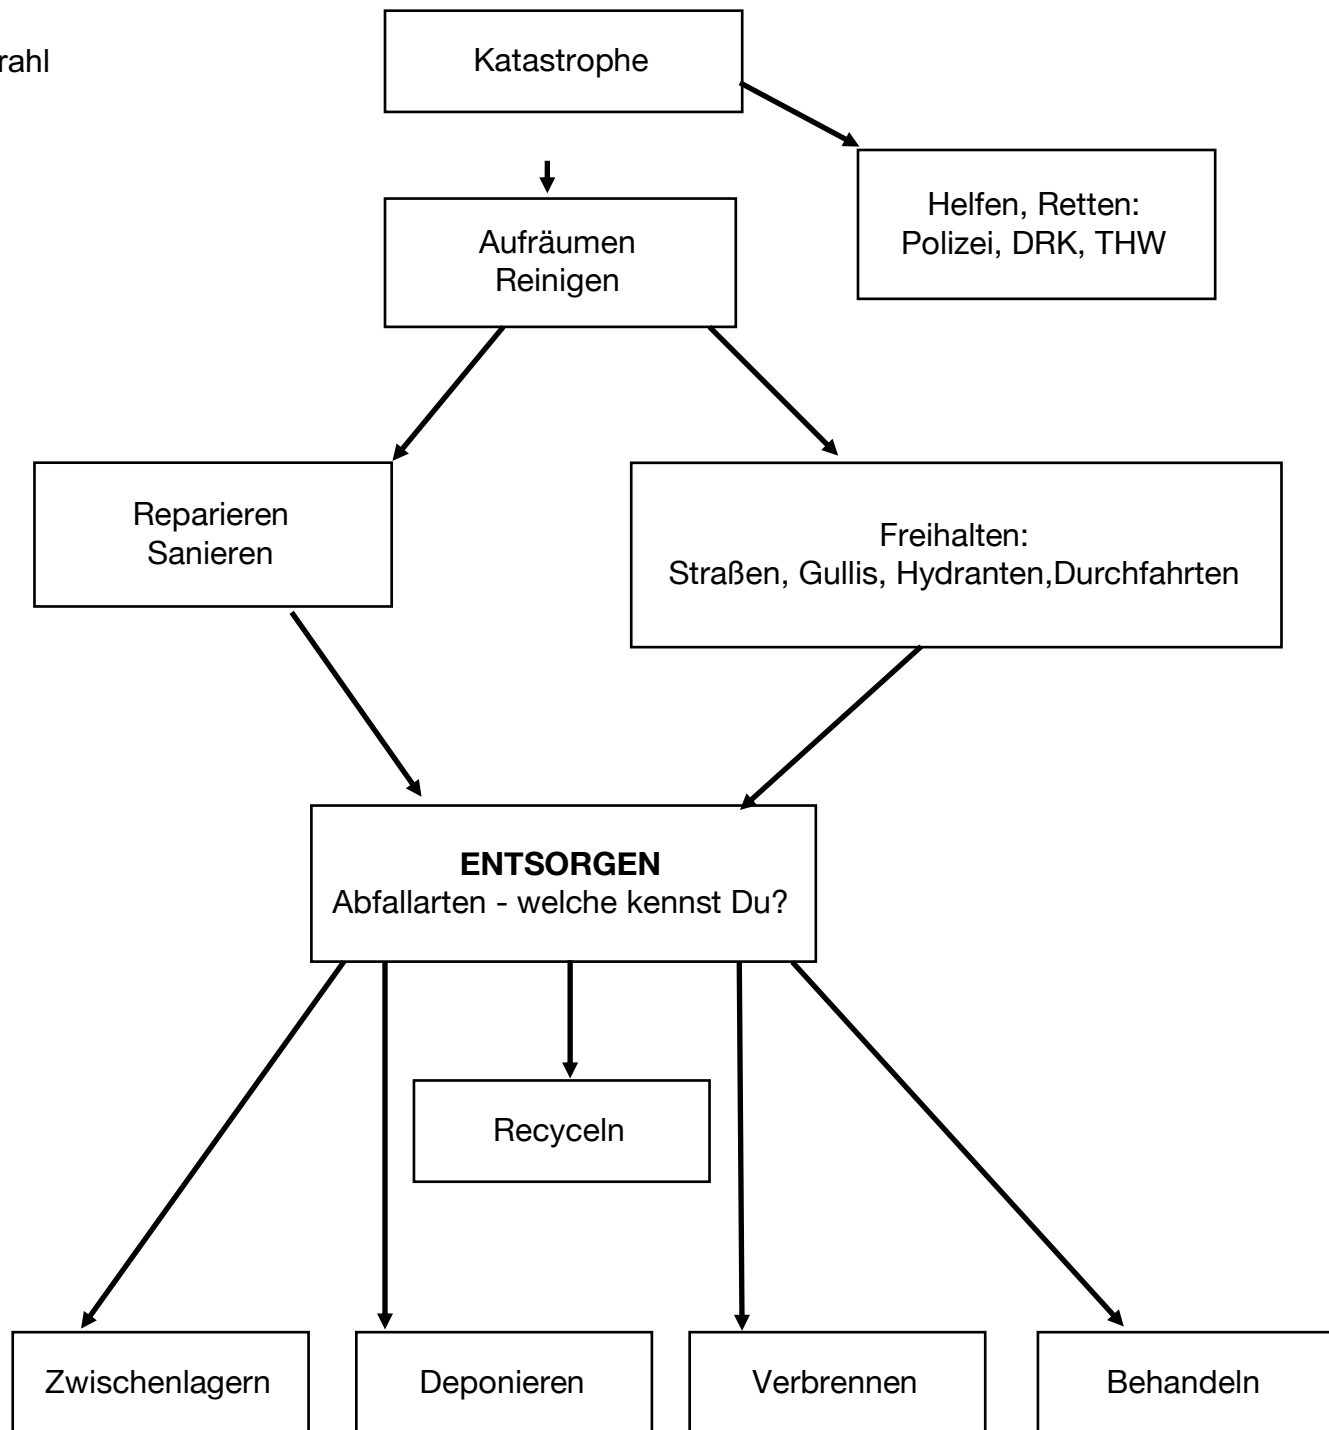 rahl
Katastrophe
Helfen, Retten:
Polizei, DRK, THW
Aufräumen
Reinigen
Reparieren
Sanieren
Freihalten:
Straßen, Gullis, Hydranten,Durchfahrten
ENTSORGEN
Abfallarten - welche kennst Du?
Recyceln
Zwischenlagern
Deponieren
Verbrennen
Behandeln